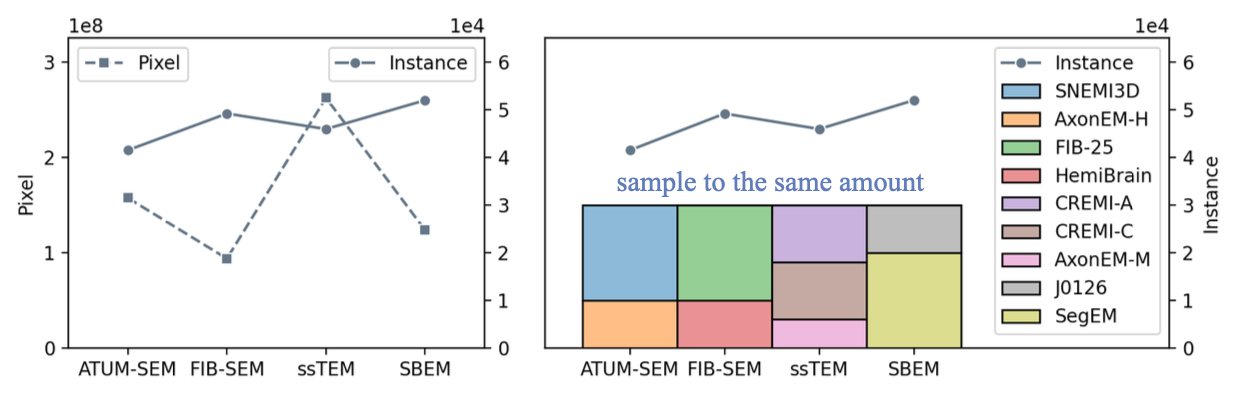 1e8
1e4
Pixel
Instance
3
2
1
0
Pixel
6
5
4
3
2
1
0
ATUM-SEM
FIB-SEM
ssTEM
SBEM
1e4
Instance
SNEMI3D
AxonEM-H
FIB-25
HemiBrain
CREMI-A
CREMI-C
AxonEM-M
J0126
SegEM
sample to the same amount
6
5
4
3
2
1
0
Instance
ATUM-SEM
FIB-SEM
ssTEM
SBEM